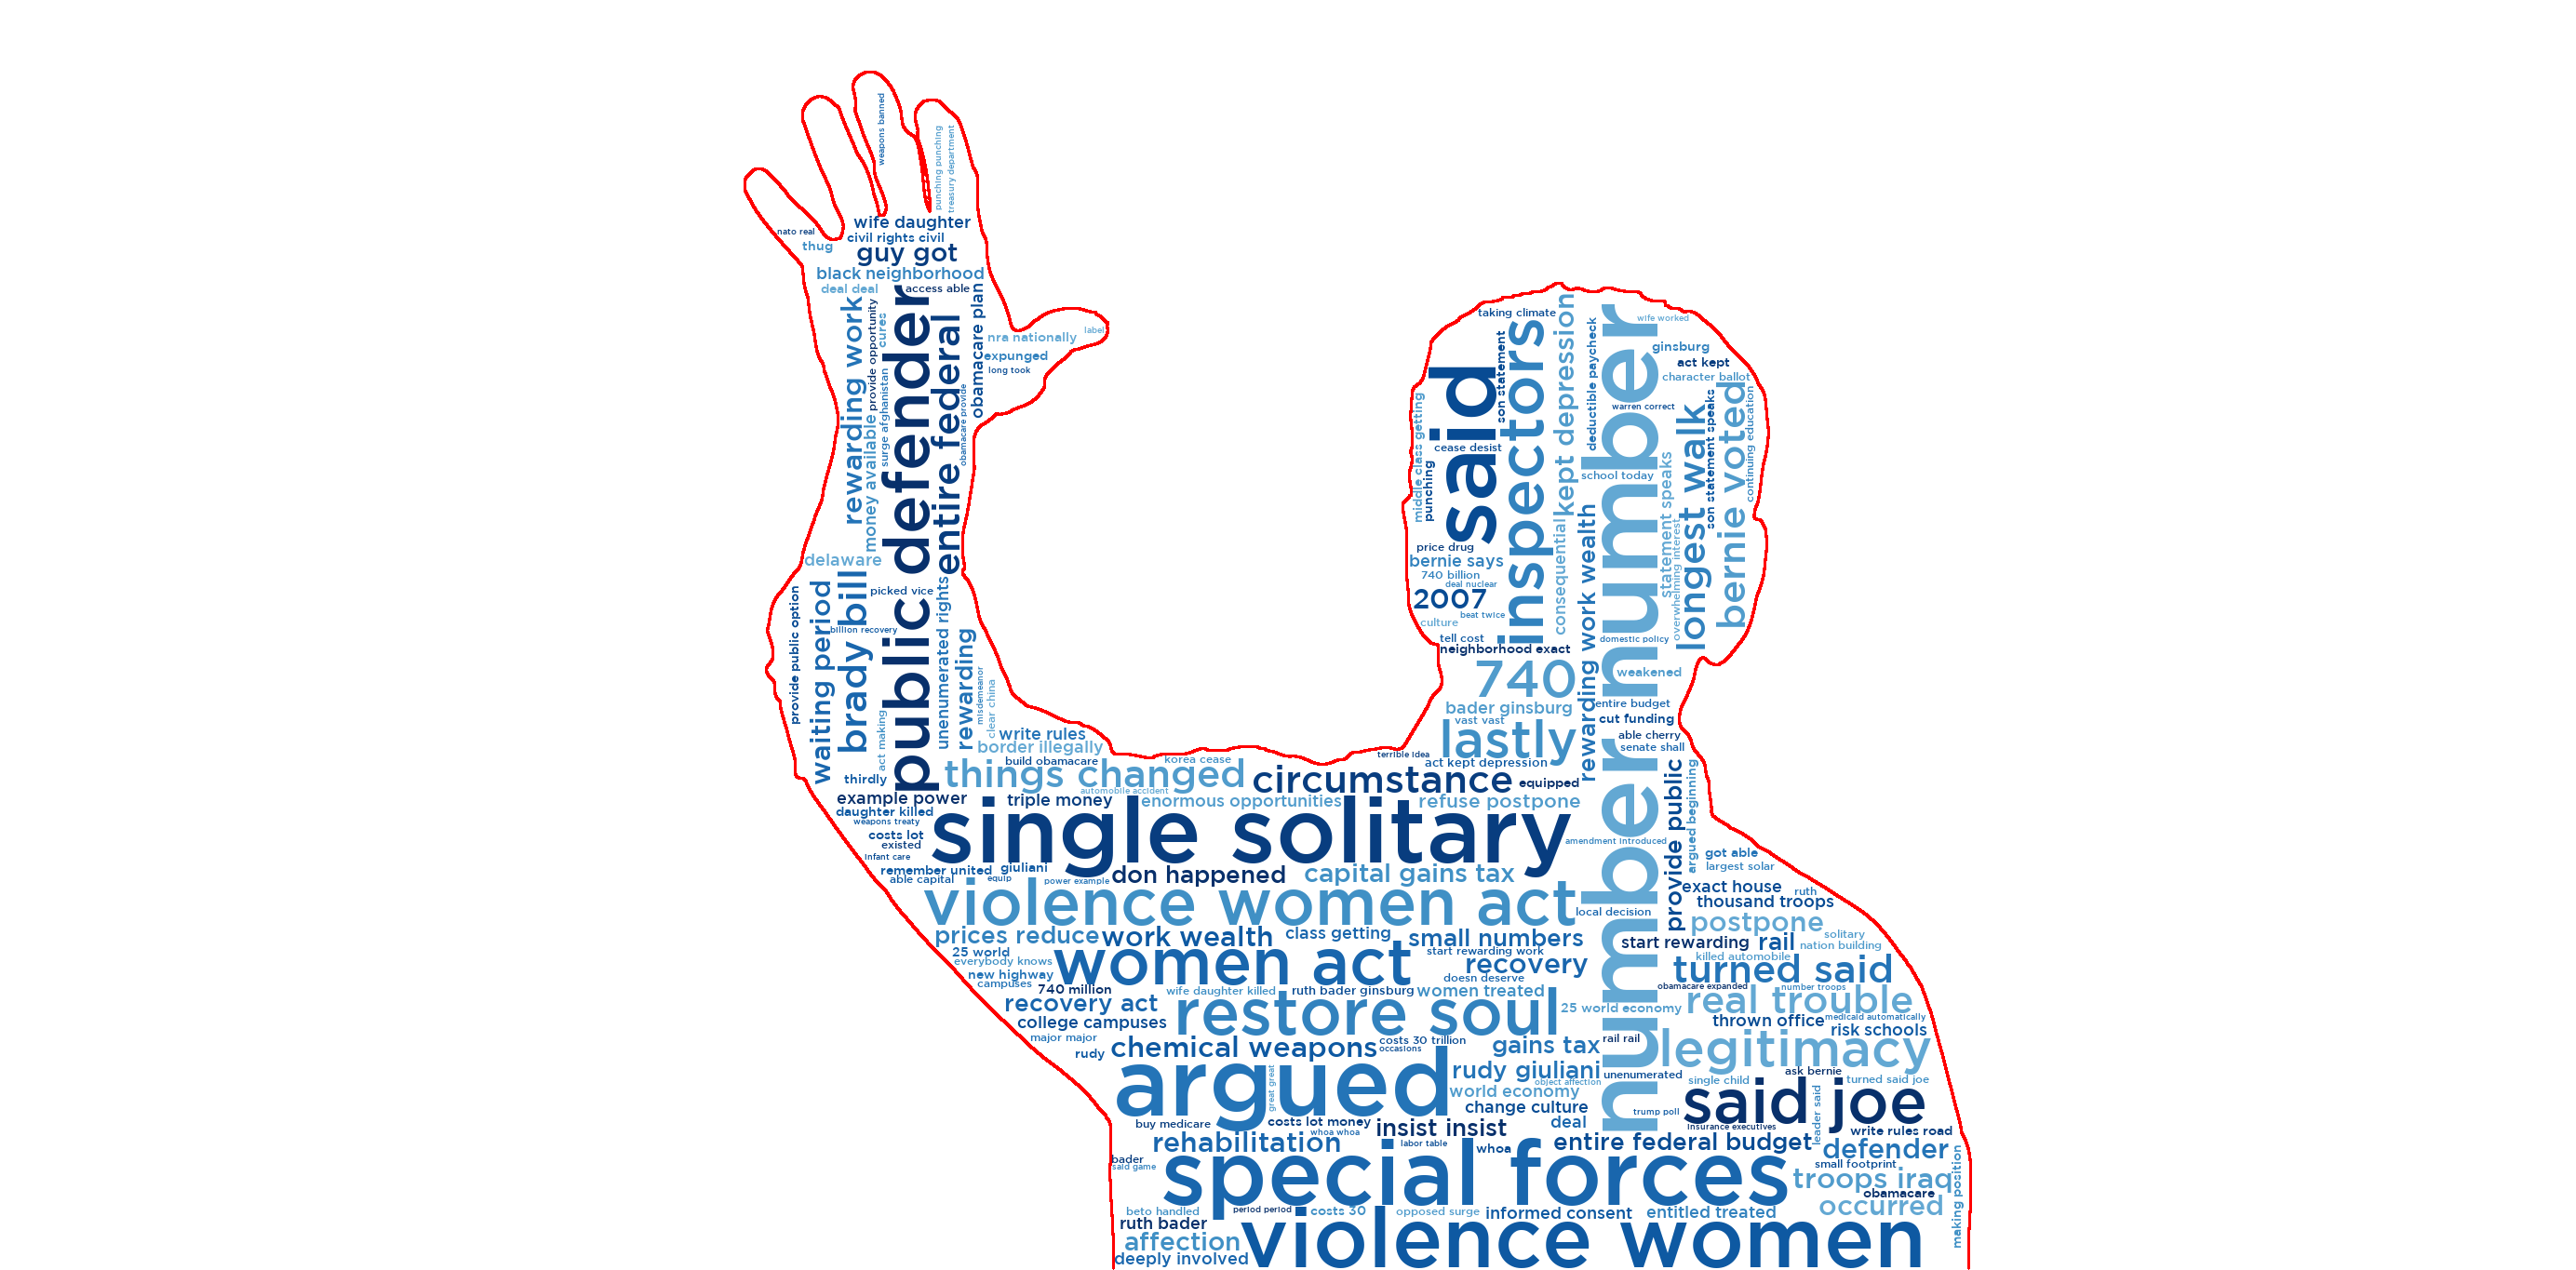 weapons banned
punching punching
treasury department
wife daughter
nato real
civil rights civil
thug
guy got
black neighborhood
deal deal
access able
public defender
rewarding work
provide opportunity
cures
entire federal
obamacare plan
nra nationally
label
expunged
long took
money available
surge afghanistan
obamacare provide
delaware
picked vice
provide public option
waiting period
brady bill
billion recovery
unenumerated rights
rewarding
misdemeanor
clear china
act making
write rules
border illegally
build obamacare
korea cease
thirdly
taking climate
wife worked
said
son statement
inspectors
kept depression
deductible paycheck
number
ginsburg
act kept
character ballot
warren correct
middle class getting
punching
cease desist
school today
statement speaks
overwhelming interest
longest walk
son statement speaks
bernie voted
continuing education
price drug
bernie says
740 billion
deal nuclear
2007
beat twice
culture
tell cost
neighborhood exact
consequential
rewarding work wealth
domestic policy
740
weakened
bader ginsburg
entire budget
vast vast
cut funding
lastly
able cherry
senate shall
terrible idea
act kept depression
number
provide public
argued beginning
things changed
circumstance
equipped
automobile accident
example power
triple money
enormous opportunities
refuse postpone
daughter killed
weapons treaty
single solitary
costs lot
existed
amendment introduced
infant care
got able
remember united
giuliani
largest solar
able capital
equip
power example
don happened
capital gains tax
exact house
ruth
violence women act
local decision
thousand troops
postpone
prices reduce
work wealth
class getting
small numbers
start rewarding
rail
solitary
nation building
25 world
women act
start rewarding work
everybody knows
recovery
killed automobile
new highway
turned said
campuses
740 million
doesn deserve
wife daughter killed
ruth bader ginsburg
women treated
obamacare expanded
number troops
recovery act
restore soul
25 world economy
real trouble
college campuses
thrown office
medicaid automatically
risk schools
major major
rudy
chemical weapons
costs 30 trillion
occasions
gains tax
rail rail
legitimacy
argued
great great
rudy giuliani
unenumerated
ask bernie
object affection
single child
turned said joe
world economy
said joe
change culture
trump poll
buy medicare
costs lot money
insist insist
deal
insurance executives
leader said
whoa whoa
write rules road
rehabilitation
labor table
whoa
entire federal budget
defender
bader
said game
special forces
small footprint
troops iraq
making position
obamacare
beto handled
period period
costs 30
opposed surge
informed consent
entitled treated
occurred
ruth bader
violence women
affection
deeply involved